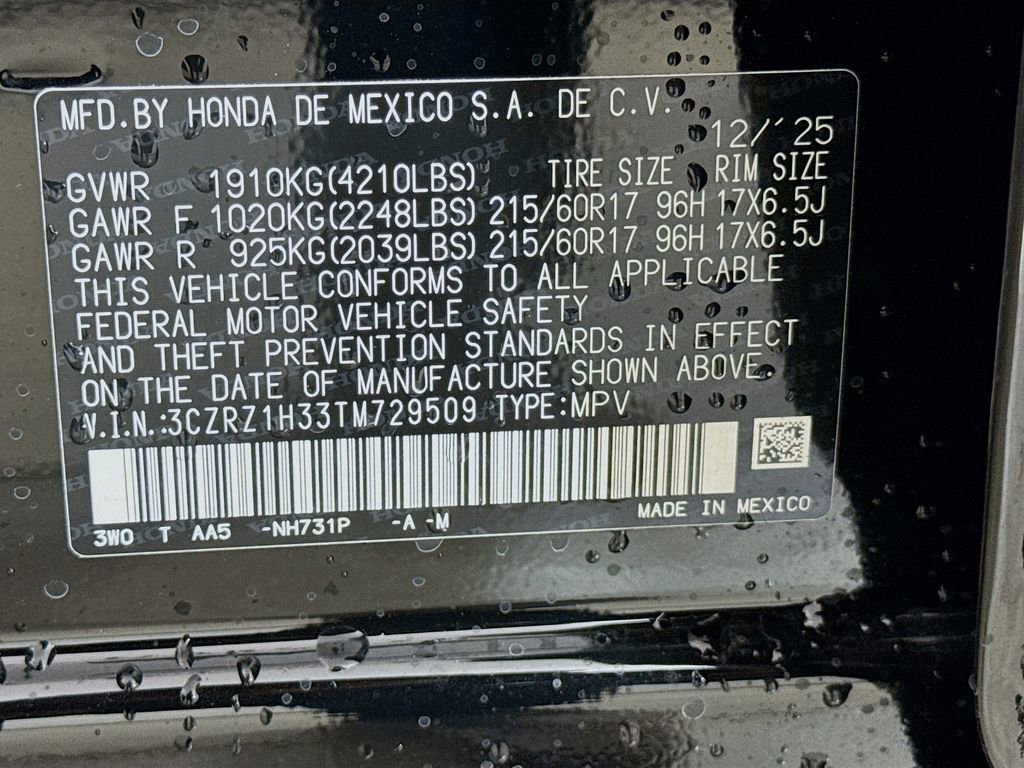 MFD.BY HONDA DE MEXICO S.A. DE C.V.
12/´25
TIRE SIZE RIM SIZE
GVWR 1910KG(4210LBS)
GAWR F 1020KG(2248LBS) 215/60R17 96H 17X6.5J
GAWR R 925KG(2039LBS) 215/60R17 96H 17X6.5J
THIS VEHICLE CONFORMS TO ALL APPLICABLE
FEDERAL MOTOR VEHICLE SAFETY
AND THEFT PREVENTION STANDARDS IN EFFECT
ON THE DATE OF MANUFACTURE SHOWN ABOVE.
V.I.N.:3CZRZ1H33TM729509 TYPE:MPV
MADE IN MEXICO
3W0 T AA5 -NH731P -A -M